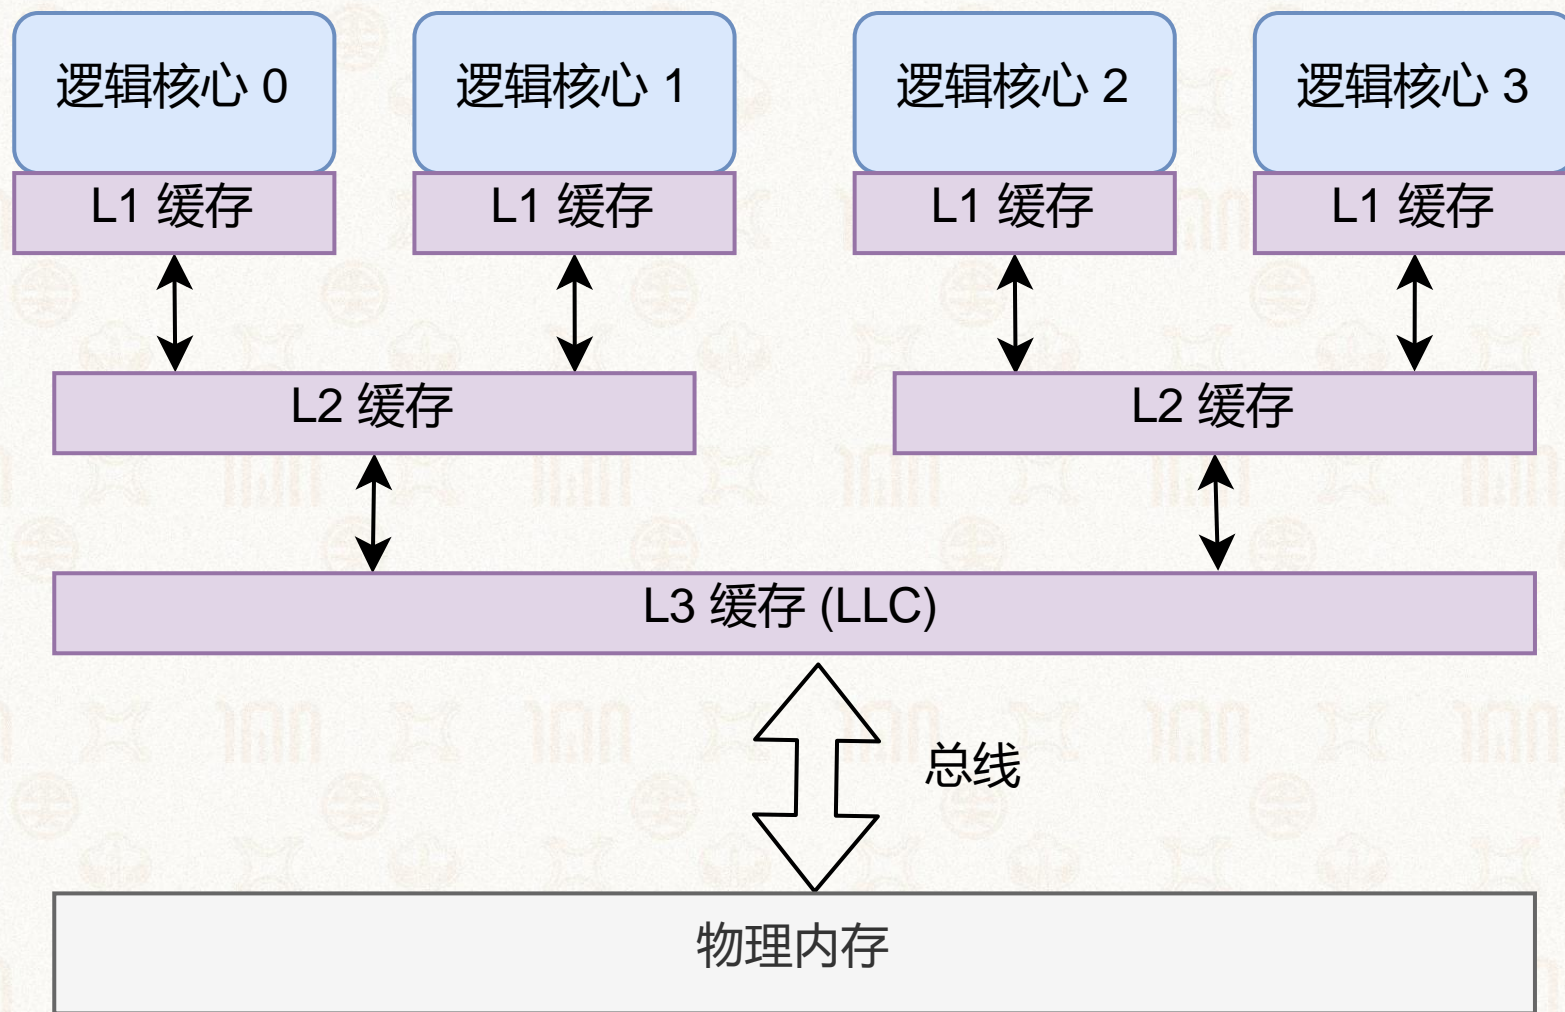 逻辑核心 0
逻辑核心 1
逻辑核心 2
逻辑核心 3
L1 缓存
L1 缓存
L1 缓存
L1 缓存
L2 缓存
L2 缓存
L3 缓存 (LLC)
总线
物理内存